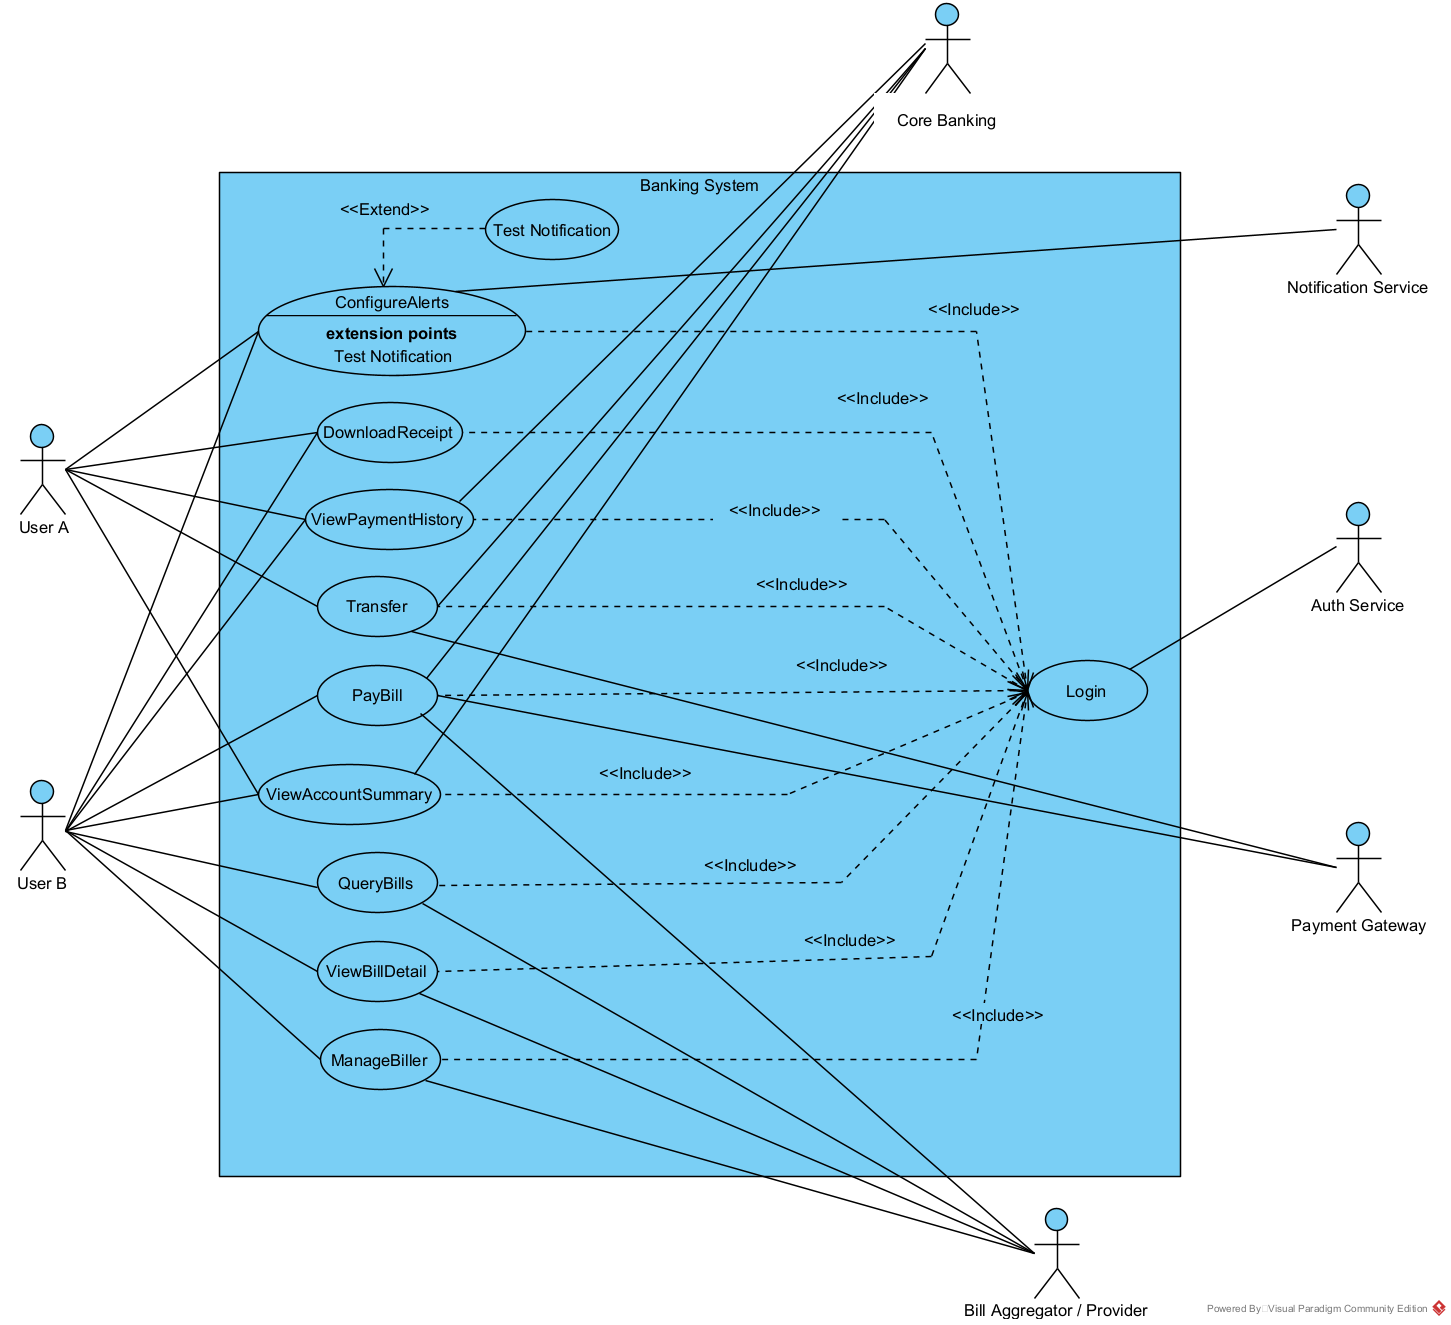 Core Banking
Banking System
<<Extend>>
Test Notification
Notification Service
ConfigureAlerts
extension points
Test Notification
<<Include>>
<<Include>>
DownloadReceipt
User A
ViewPaymentHistory
<<Include>>
<<Include>>
Transfer
Auth Service
<<Include>>
PayBill
Login
<<Include>>
ViewAccountSummary
<<Include>>
QueryBills
User B
Payment Gateway
<<Include>>
ViewBillDetail
<<Include>>
ManageBiller
Bill Aggregator / Provider
Powered By Visual Paradigm Community Edition